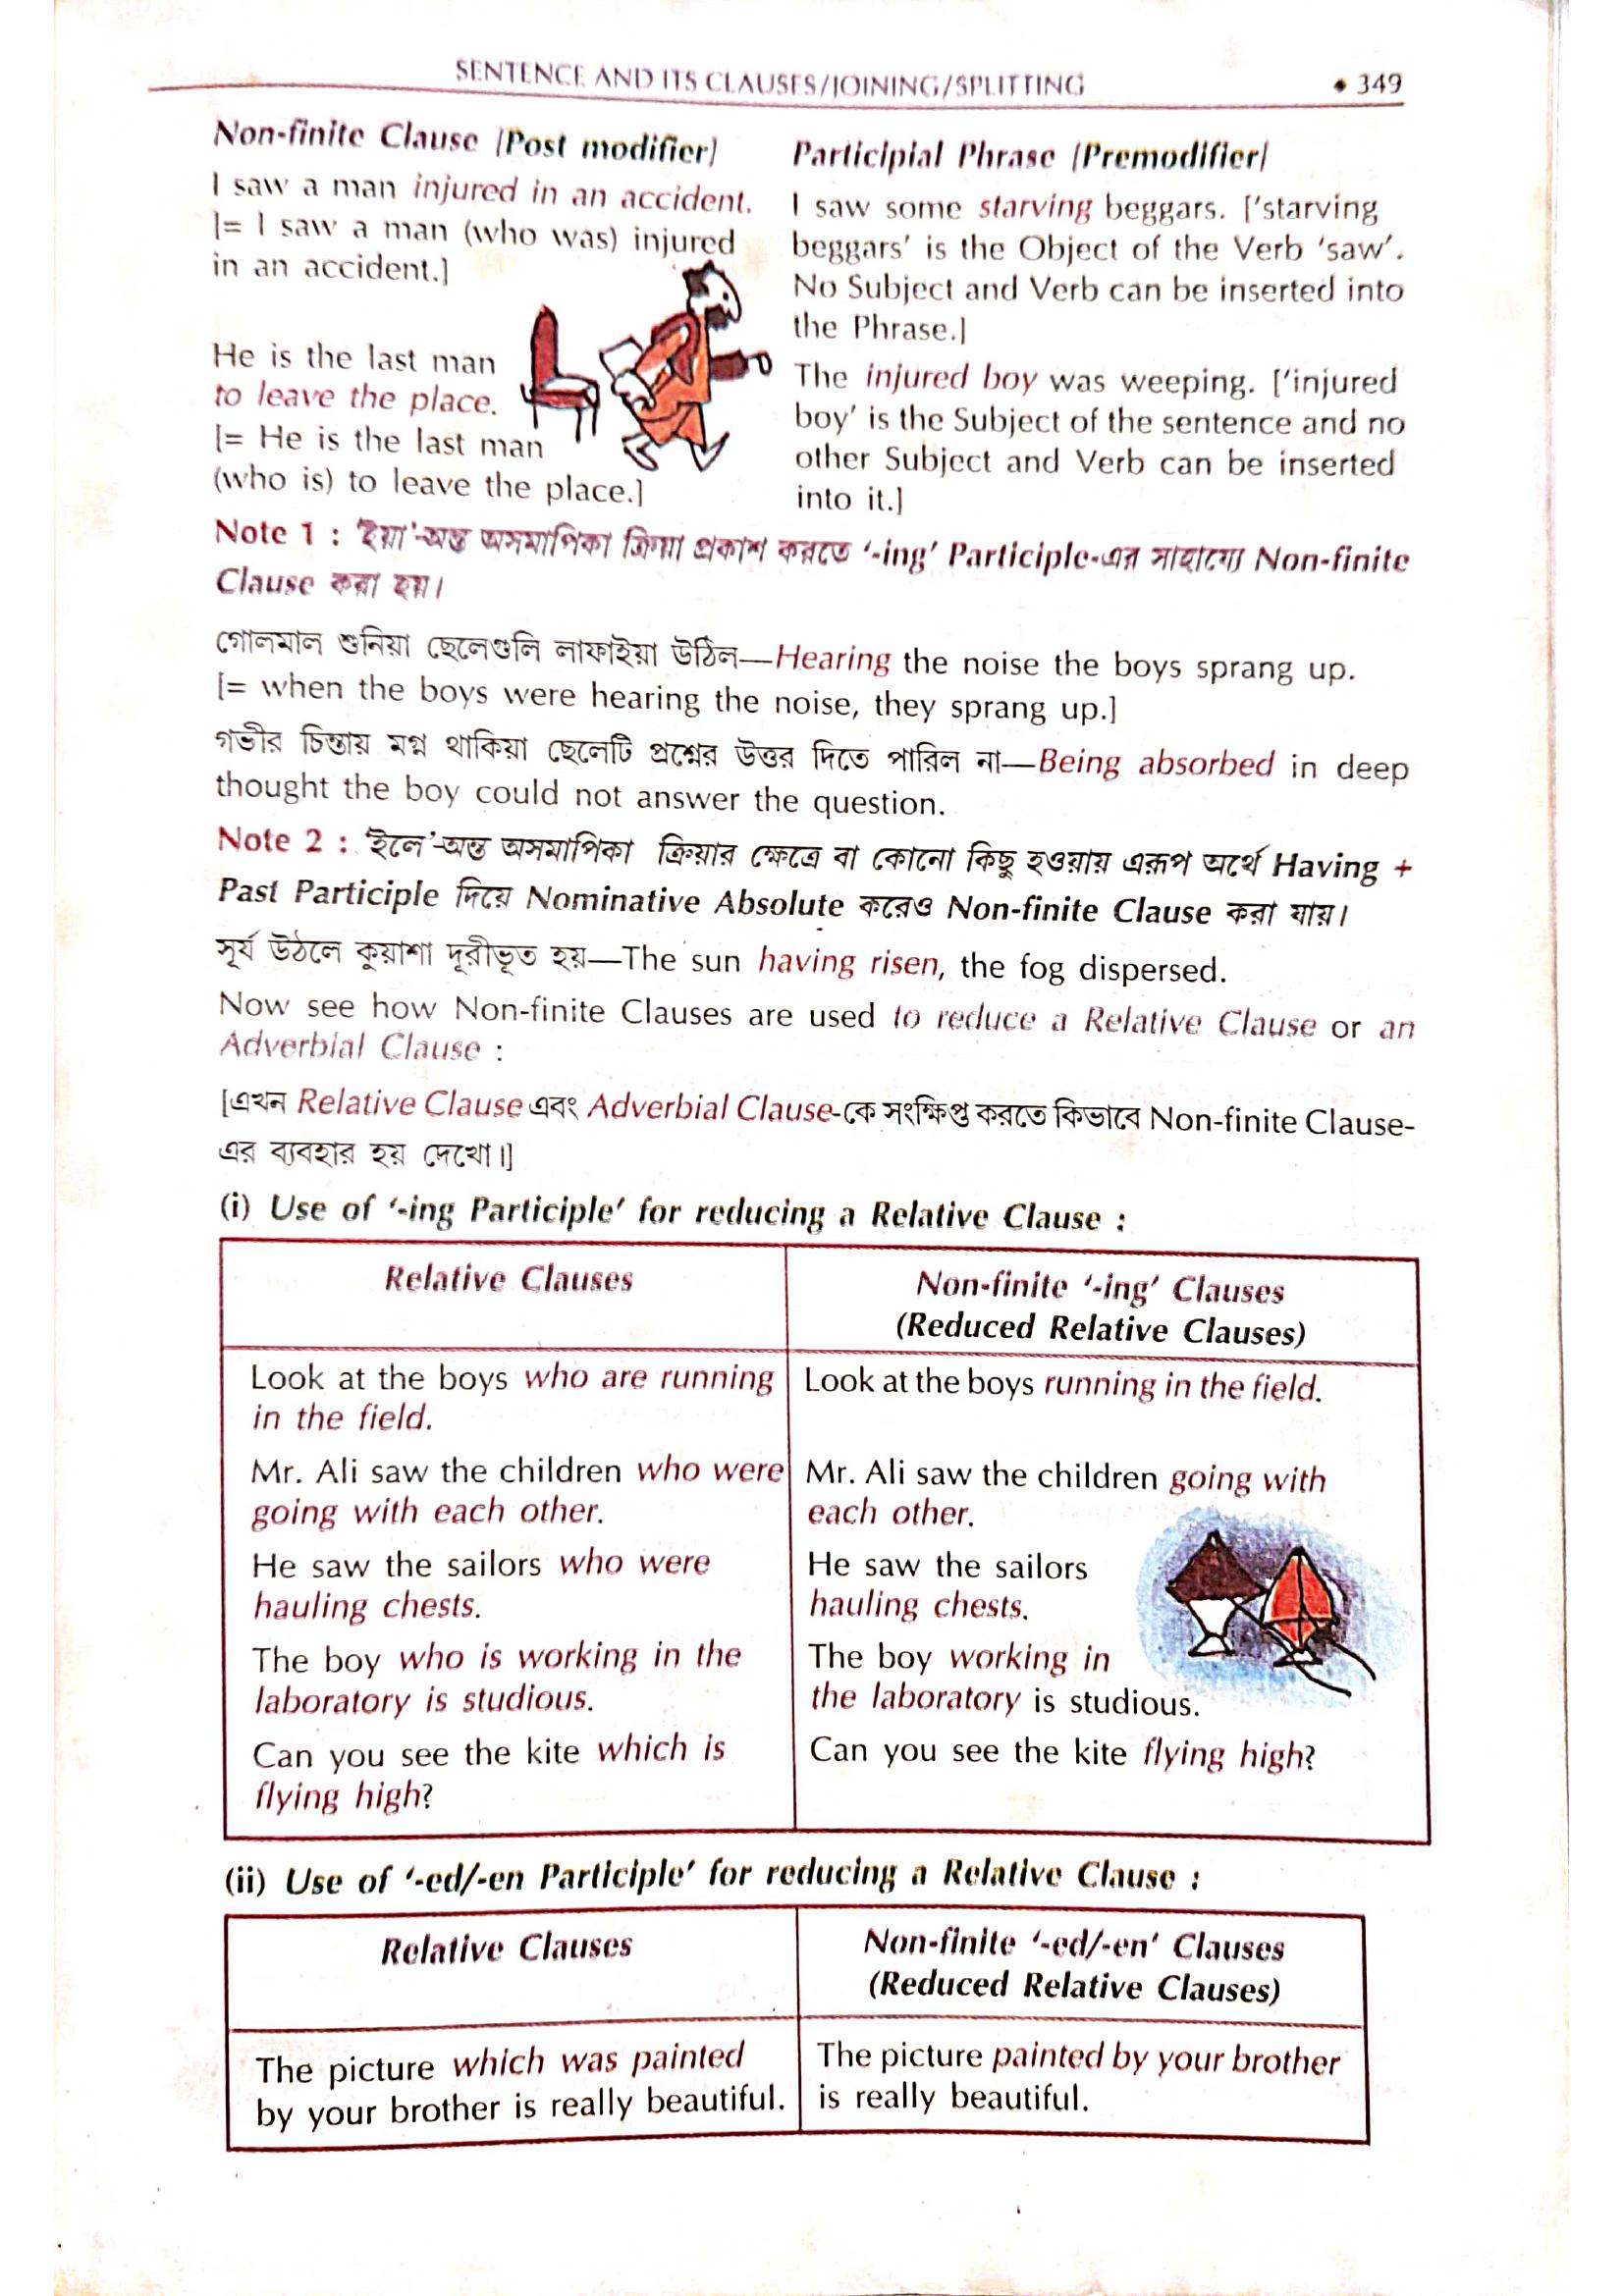 SENTENCE AND ITS CLAUSES/JOINING/SPLITTING • 349
Non-finite Clause [Post modifier]
I saw a man injured in an accident.
[= I saw a man (who was) injured
in an accident.]
He is the last man
to leave the place.
[= He is the last man
(who is) to leave the place.]
Participial Phrase [Premodifier]
I saw some starving beggars. ['starving
beggars' is the Object of the Verb 'saw'.
No Subject and Verb can be inserted into
the Phrase.]
The injured boy was weeping. ['injured
boy' is the Subject of the sentence and no
other Subject and Verb can be inserted
into it.]
Note 1 : 'ইয়া'-অন্ত অসমাপিকা ক্রিয়া প্রকাশ করতে '-ing' Participle-এর সাহায্যে Non-finite
Clause করা হয়।
গোলমাল শুনিয়া ছেলেগুলি লাফাইয়া উঠিল—Hearing the noise the boys sprang up.
[= when the boys were hearing the noise, they sprang up.]
গভীর চিন্তায় মগ্ন থাকিয়া ছেলেটি প্রশ্নের উত্তর দিতে পারিল না—Being absorbed in deep
thought the boy could not answer the question.
Note 2 : 'ইলে'-অন্ত অসমাপিকা ক্রিয়ার ক্ষেত্রে বা কোনো কিছু হওয়ায় এরূপ অর্থে Having +
Past Participle দিয়ে Nominative Absolute করেও Non-finite Clause করা যায়।
সূর্য উঠলে কুয়াশা দূরীভূত হয়—The sun having risen, the fog dispersed.
Now see how Non-finite Clauses are used to reduce a Relative Clause or an
Adverbial Clause :
[এখন Relative Clause এবং Adverbial Clause-কে সংক্ষিপ্ত করতে কিভাবে Non-finite Clause-
এর ব্যবহার হয় দেখো।]
(i) Use of '-ing Participle' for reducing a Relative Clause :
Relative Clauses
Non-finite '-ing' Clauses
(Reduced Relative Clauses)
Look at the boys who are running
in the field.
Look at the boys running in the field.
Mr. Ali saw the children who were
going with each other.
Mr. Ali saw the children going with
each other.
He saw the sailors who were
hauling chests.
He saw the sailors
hauling chests.
The boy who is working in the
laboratory is studious.
The boy working in
the laboratory is studious.
Can you see the kite which is
flying high?
Can you see the kite flying high?
(ii) Use of '-ed/-en Participle' for reducing a Relative Clause :
Relative Clauses
Non-finite '-ed/-en' Clauses
(Reduced Relative Clauses)
The picture which was painted
by your brother is really beautiful.
The picture painted by your brother
is really beautiful.